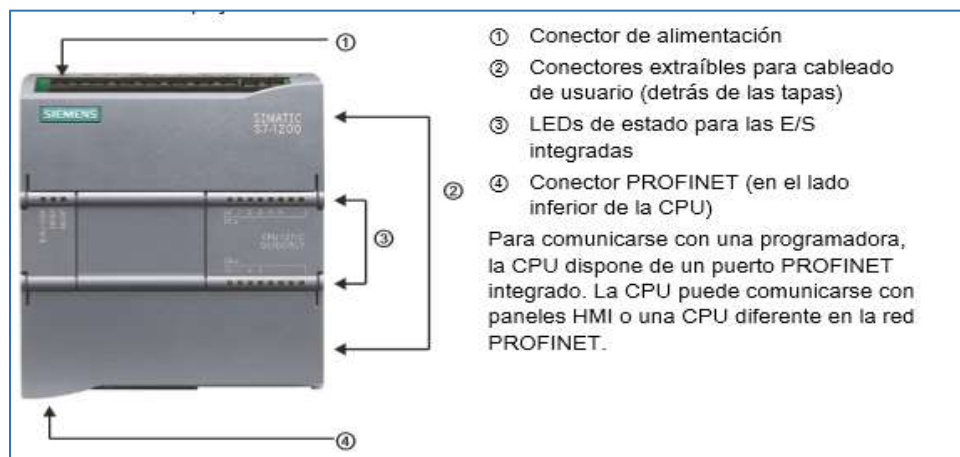 ①
① Conector de alimentación
② Conectores extraíbles para cableado
de usuario (detrás de las tapas)
③ LEDs de estado para las E/S
integradas
④ Conector PROFINET (en el lado
inferior de la CPU)
Para comunicarse con una programadora,
la CPU dispone de un puerto PROFINET
integrado. La CPU puede comunicarse con
paneles HMI o una CPU diferente en la red
PROFINET.
SIEMENS
SIMATIC
S7-1200
②
③
④